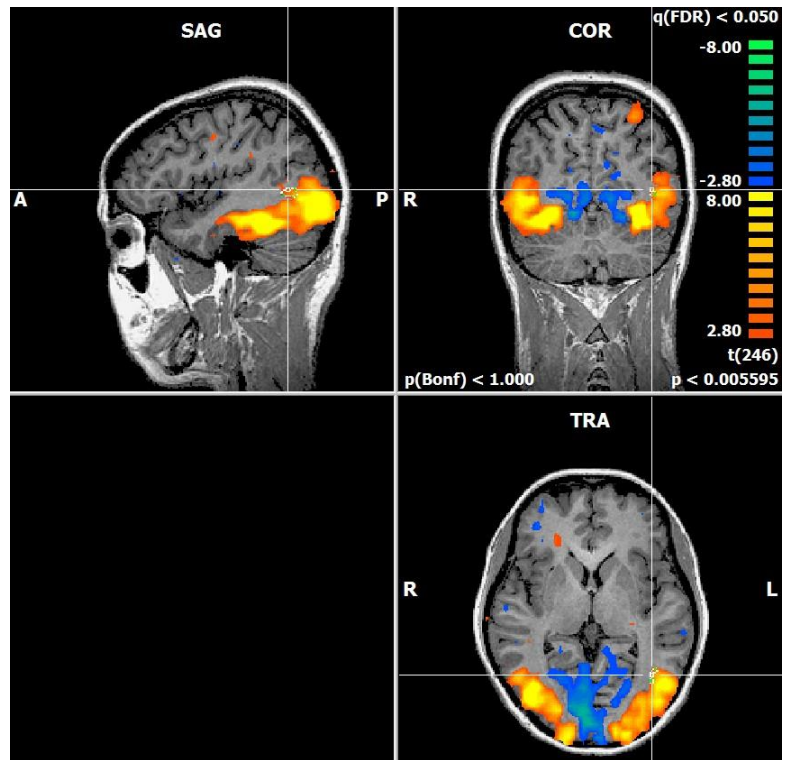 SAG
A
P
COR
q(FDR) < 0.050
-8.00
-2.80
8.00
2.80
t(246)
R
p(Bonf) < 1.000
p < 0.005595
TRA
R
L